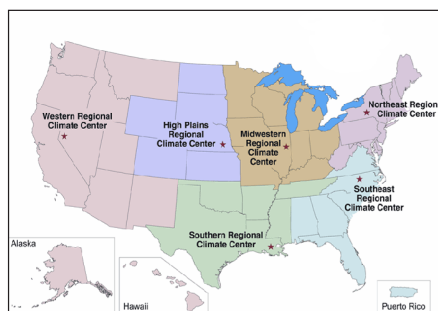 Western Regional
Climate Center
High Plains
Regional
Climate Center
Midwestern
Regional
Climate
Center
Northeast Region
Climate Center
Southeast
Regional
Climate Center
Southern Regional
Climate Center
Alaska
Hawaii
Puerto Rico